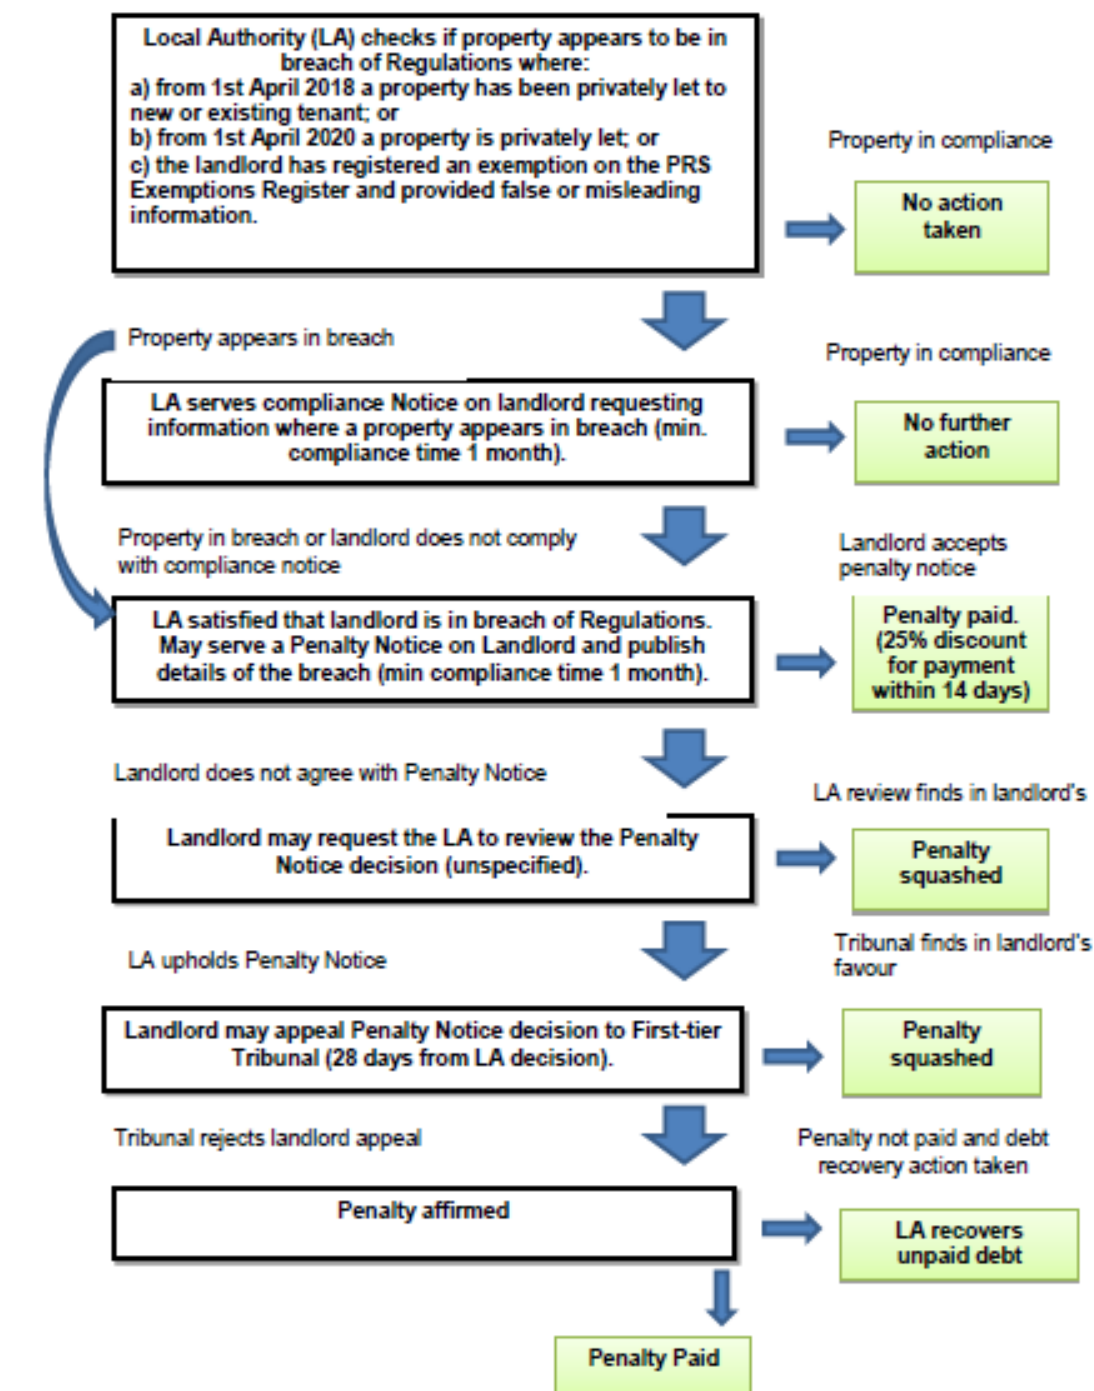 Local Authority (LA) checks if property appears to be in
breach of Regulations where:
a) from 1st April 2018 a property has been privately let to
new or existing tenant; or
b) from 1st April 2020 a property is privately let; or
c) the landlord has registered an exemption on the PRS
Exemptions Register and provided false or misleading
information.
Property in compliance
No action
taken
Property appears in breach
Property in compliance
LA serves compliance Notice on landlord requesting
information where a property appears in breach (min.
compliance time 1 month).
No further
action
Property in breach or landlord does not comply
with compliance notice
Landlord accepts
penalty notice
LA satisfied that landlord is in breach of Regulations.
May serve a Penalty Notice on Landlord and publish
details of the breach (min compliance time 1 month).
Penalty paid.
(25% discount
for payment
within 14 days)
Landlord does not agree with Penalty Notice
LA review finds in landlord's
Landlord may request the LA to review the Penalty
Notice decision (unspecified).
Penalty
squashed
LA upholds Penalty Notice
Tribunal finds in landlord's
favour
Landlord may appeal Penalty Notice decision to First-tier
Tribunal (28 days from LA decision).
Penalty
squashed
Tribunal rejects landlord appeal
Penalty not paid and debt
recovery action taken
Penalty affirmed
LA recovers
unpaid debt
Penalty Paid